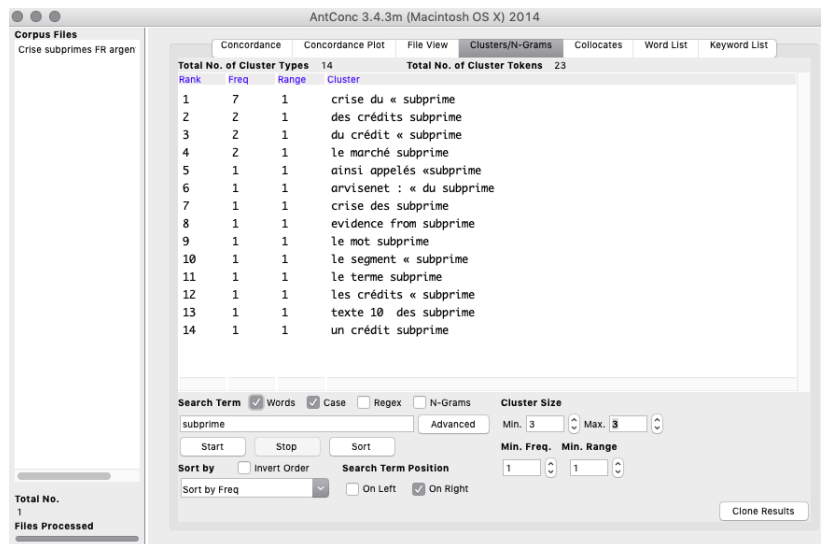 AntConc 3.4.3m (Macintosh OS X) 2014
Corpus Files
Crise subprimes FR argen
Concordance Concordance Plot File View Clusters/N-Grams Collocates Word List Keyword List
Total No. of Cluster Types 14 Total No. of Cluster Tokens 23
Rank Freq Range Cluster
1 7 1 crise du « subprime
2 2 1 des crédits subprime
3 2 1 du crédit « subprime
4 2 1 le marché subprime
5 1 1 ainsi appelés «subprime
6 1 1 arvisenet : « du subprime
7 1 1 crise des subprime
8 1 1 evidence from subprime
9 1 1 le mot subprime
10 1 1 le segment « subprime
11 1 1 le terme subprime
12 1 1 les crédits « subprime
13 1 1 texte 10 des subprime
14 1 1 un crédit subprime
Search Term Words Case Regex N-Grams Cluster Size
subprime Advanced Min. 3 Max. 3
Start Stop Sort Min. Freq. Min. Range
Sort by Invert Order Search Term Position 1 1
Sort by Freq On Left On Right
Total No.
1
Files Processed
Clone Results